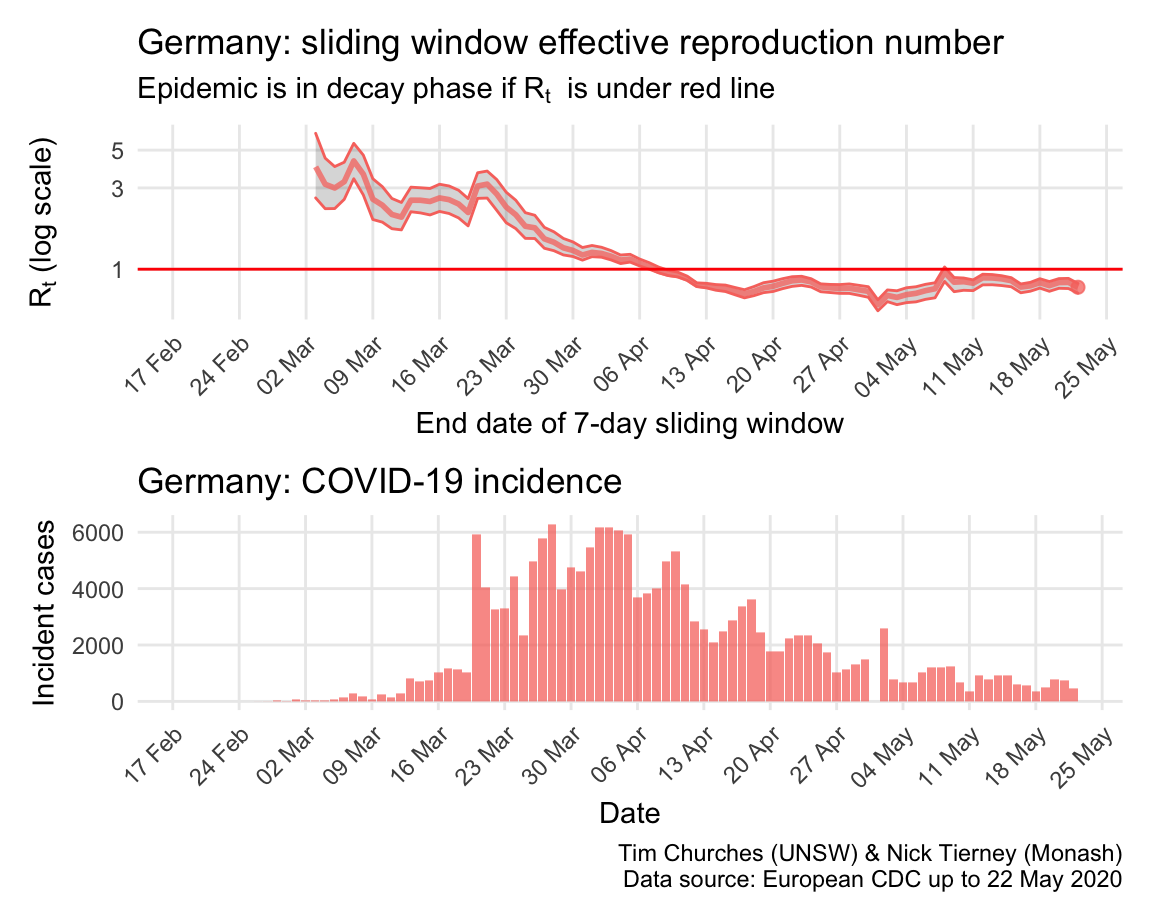 Germany: sliding window effective reproduction number
Epidemic is in decay phase if Rt is under red line
Rt (log scale)
5
3
1
17 Feb
24 Feb
02 Mar
09 Mar
16 Mar
23 Mar
30 Mar
06 Apr
13 Apr
20 Apr
27 Apr
04 May
11 May
18 May
25 May
End date of 7-day sliding window
Germany: COVID-19 incidence
Incident cases
6000
4000
2000
0
17 Feb
24 Feb
02 Mar
09 Mar
16 Mar
23 Mar
30 Mar
06 Apr
13 Apr
20 Apr
27 Apr
04 May
11 May
18 May
25 May
Date
Tim Churches (UNSW) & Nick Tierney (Monash)
Data source: European CDC up to 22 May 2020